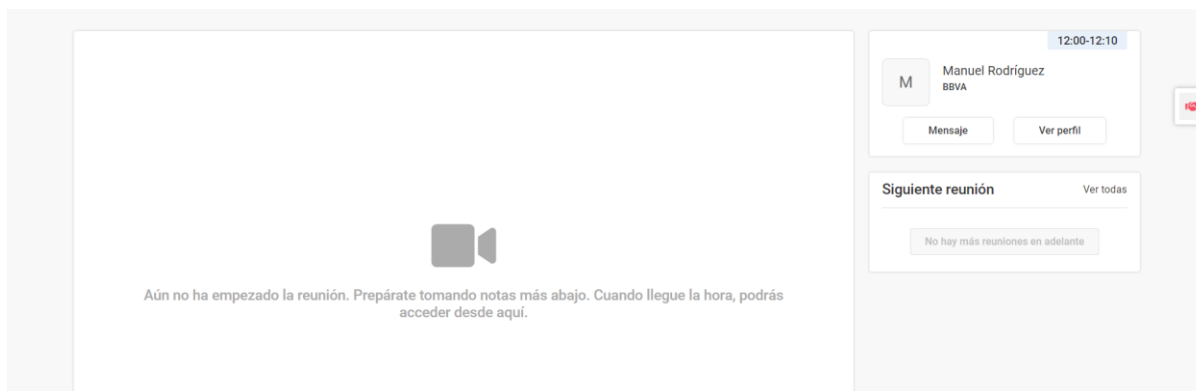 12:00-12:10
M
Manuel Rodríguez
BBVA
Mensaje
Ver perfil
Siguiente reunión
Ver todas
No hay más reuniones en adelante
Aún no ha empezado la reunión. Prepárate tomando notas más abajo. Cuando llegue la hora, podrás
acceder desde aquí.